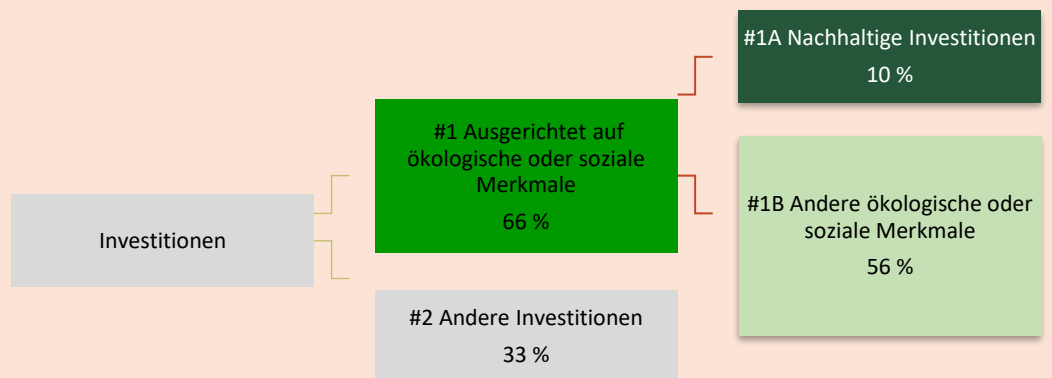 Investitionen
#1 Ausgerichtet auf
ökologische oder soziale
Merkmale
66 %
#2 Andere Investitionen
33 %
#1A Nachhaltige Investitionen
10 %
#1B Andere ökologische oder
soziale Merkmale
56 %